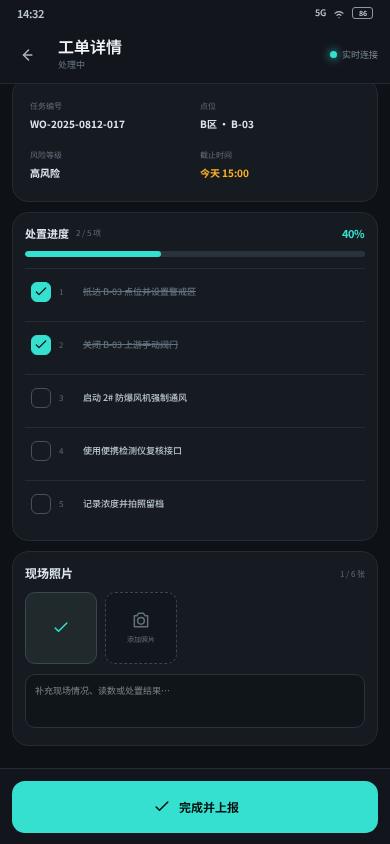 14:32
5G
86
工单详情
处理中
实时连接
任务编号
点位
WO-2025-0812-017
B区 · B-03
风险等级
截止时间
高风险
今天 15:00
处置进度 2 / 5 项
40%
1 抵达 B-03 点位并设置警戒区
2 关闭 B-03 上游手动阀门
3 启动 2# 防爆风机强制通风
4 使用便携检测仪复核接口
5 记录浓度并拍照留档
现场照片
1 / 6 张
添加照片
补充现场情况、读数或处置结果…
完成并上报